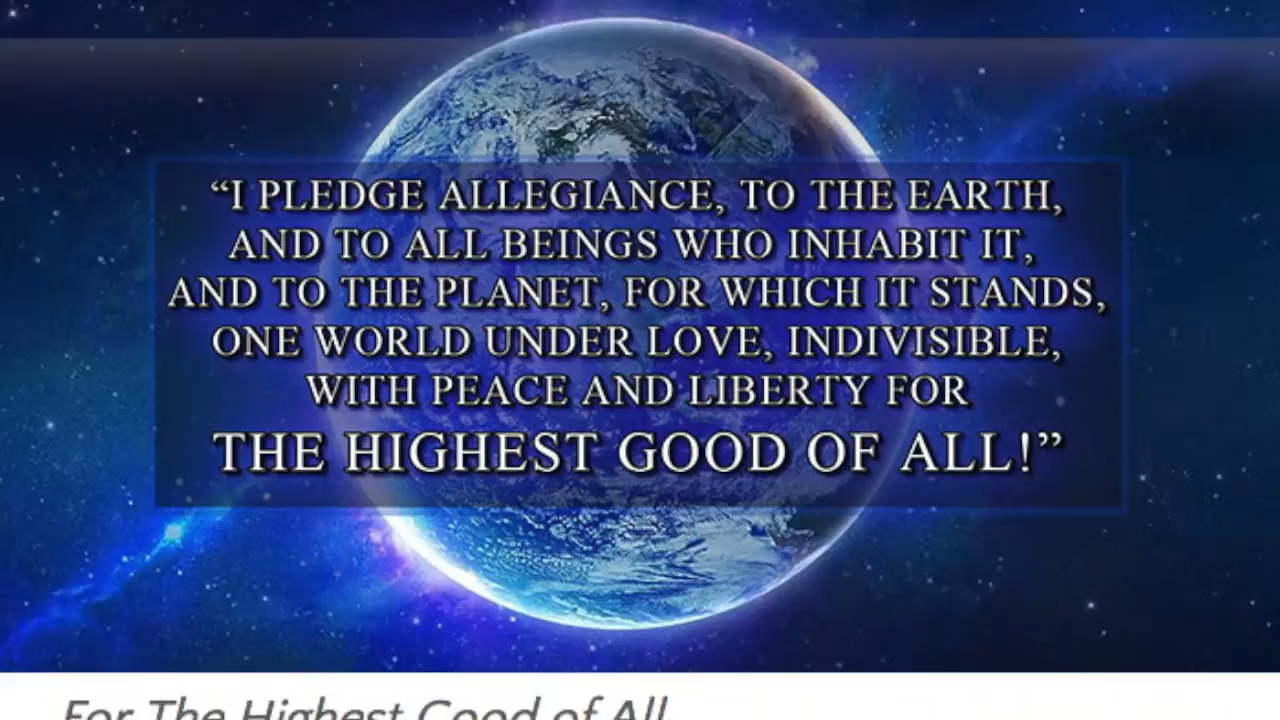 “I PLEDGE ALLEGIANCE, TO THE EARTH,
AND TO ALL BEINGS WHO INHABIT IT,
AND TO THE PLANET, FOR WHICH IT STANDS,
ONE WORLD UNDER LOVE, INDIVISIBLE,
WITH PEACE AND LIBERTY FOR
THE HIGHEST GOOD OF ALL!”
For The Highest Good of All